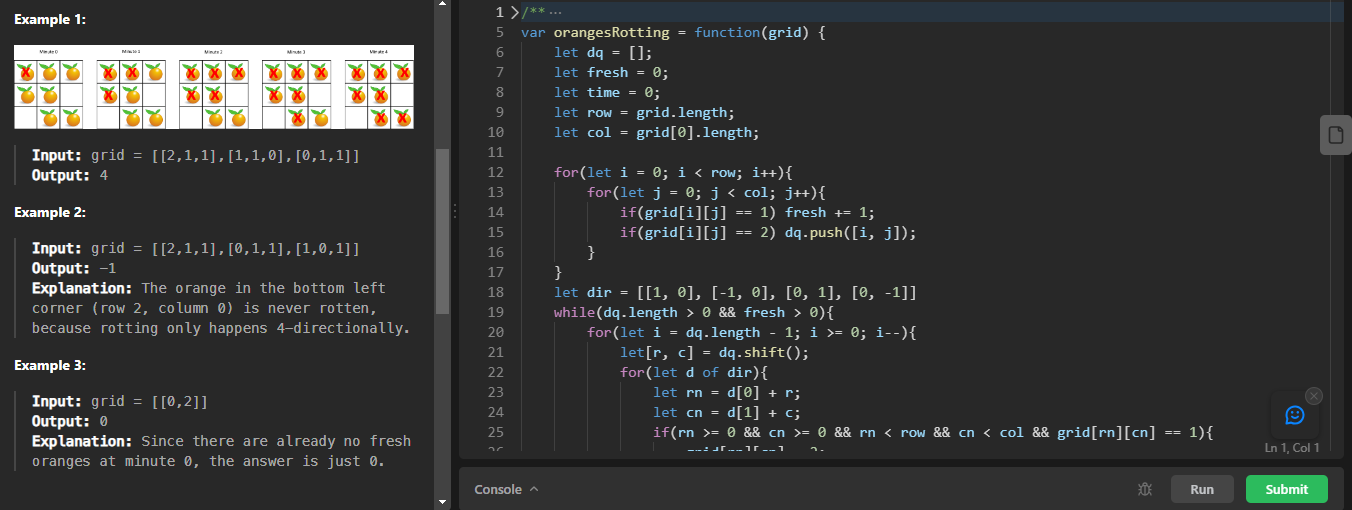 Example 1:
Minute 0 Minute 1 Minute 2 Minute 3 Minute 4
Input: grid = [[2,1,1],[1,1,0],[0,1,1]]
Output: 4
Example 2:
Input: grid = [[2,1,1],[0,1,1],[1,0,1]]
Output: -1
Explanation: The orange in the bottom left
corner (row 2, column 0) is never rotten,
because rotting only happens 4-directionally.
Example 3:
Input: grid = [[0,2]]
Output: 0
Explanation: Since there are already no fresh
oranges at minute 0, the answer is just 0.
1 /** ...
5 var orangesRotting = function(grid) {
6 let dq = [];
7 let fresh = 0;
8 let time = 0;
9 let row = grid.length;
10 let col = grid[0].length;
11
12 for(let i = 0; i < row; i++){
13 for(let j = 0; j < col; j++){
14 if(grid[i][j] == 1) fresh += 1;
15 if(grid[i][j] == 2) dq.push([i, j]);
16 }
17 }
18 let dir = [[1, 0], [-1, 0], [0, 1], [0, -1]]
19 while(dq.length > 0 && fresh > 0){
20 for(let i = dq.length - 1; i >= 0; i--){
21 let[r, c] = dq.shift();
22 for(let d of dir){
23 let rn = d[0] + r;
24 let cn = d[1] + c;
25 if(rn >= 0 && cn >= 0 && rn < row && cn < col && grid[rn][cn] == 1){
Ln 1, Col 1
Console
Run
Submit